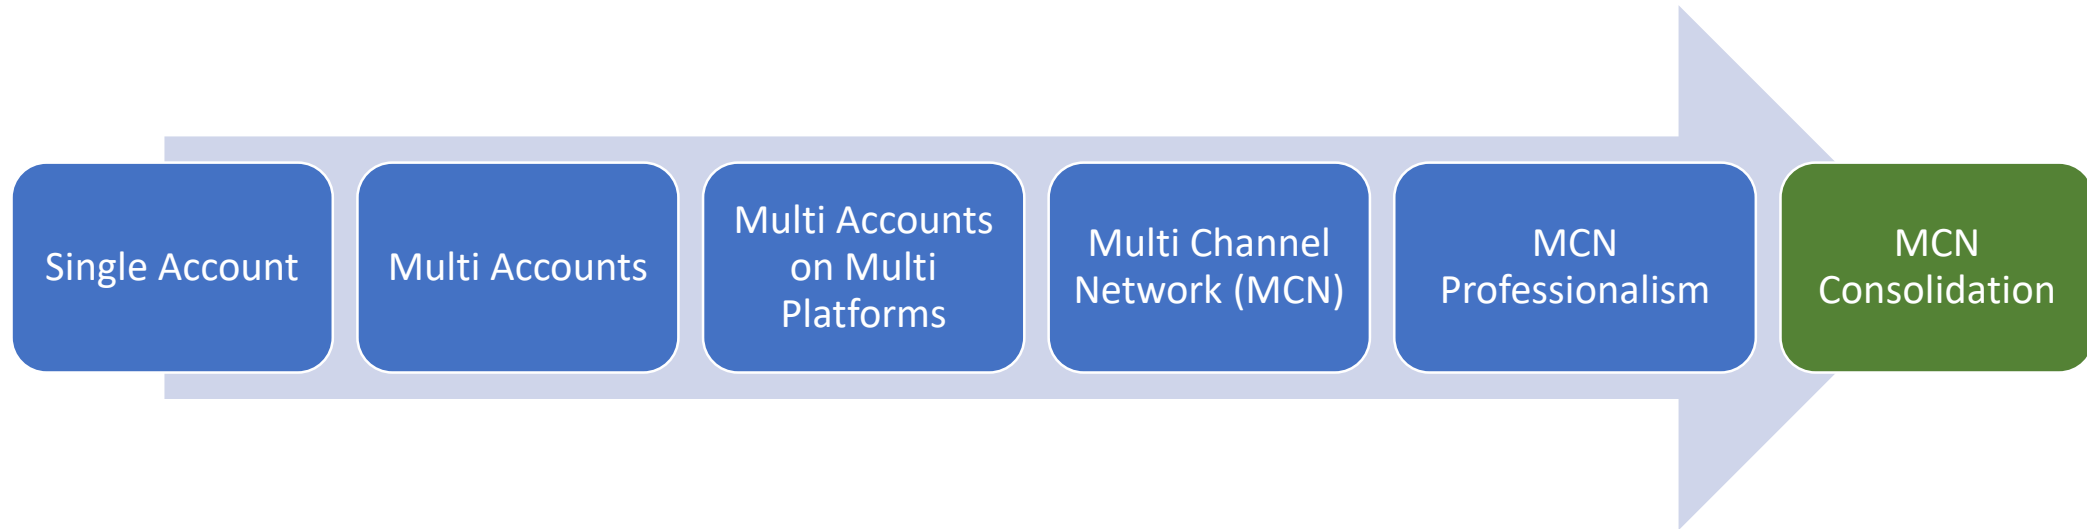 Single Account
Multi Accounts
Multi Accounts
on Multi
Platforms
Multi Channel
Network (MCN)
MCN
Professionalism
MCN
Consolidation